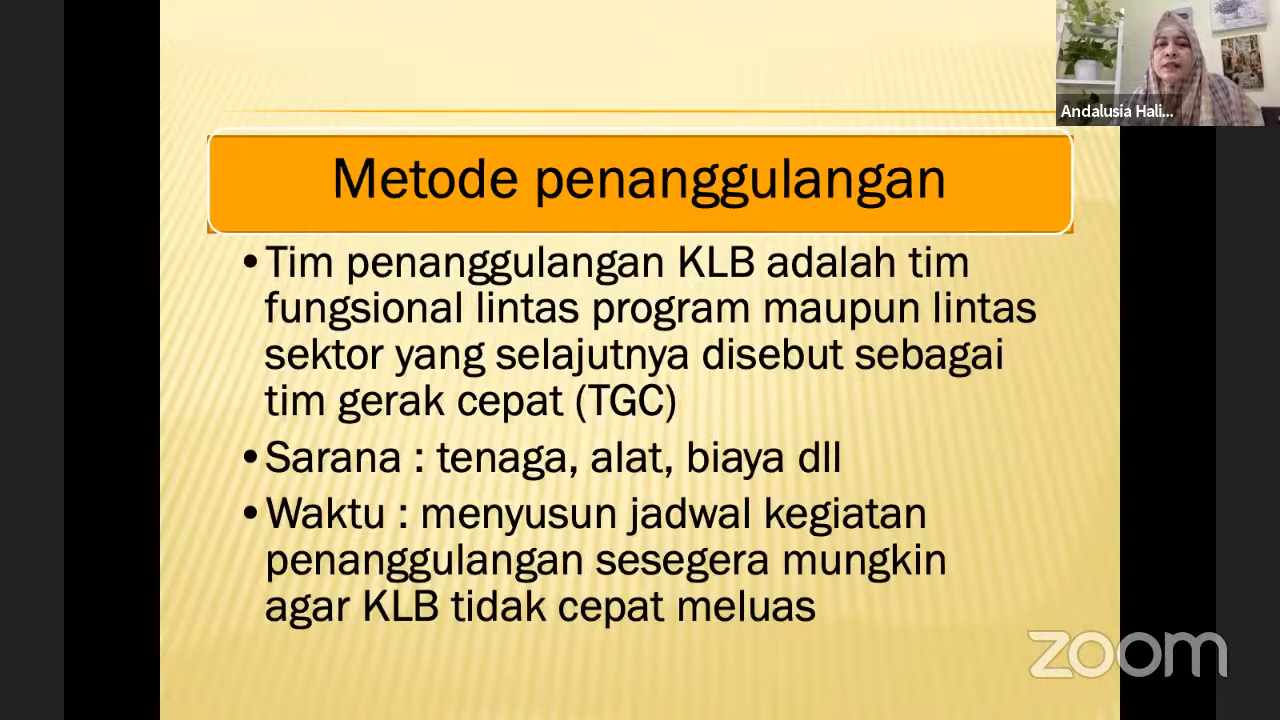 Andalusia Hali...
Metode penanggulangan
•Tim penanggulangan KLB adalah tim
fungsional lintas program maupun lintas
sektor yang selajutnya disebut sebagai
tim gerak cepat (TGC)
•Sarana : tenaga, alat, biaya dll
•Waktu : menyusun jadwal kegiatan
penanggulangan sesegera mungkin
agar KLB tidak cepat meluas
zoom